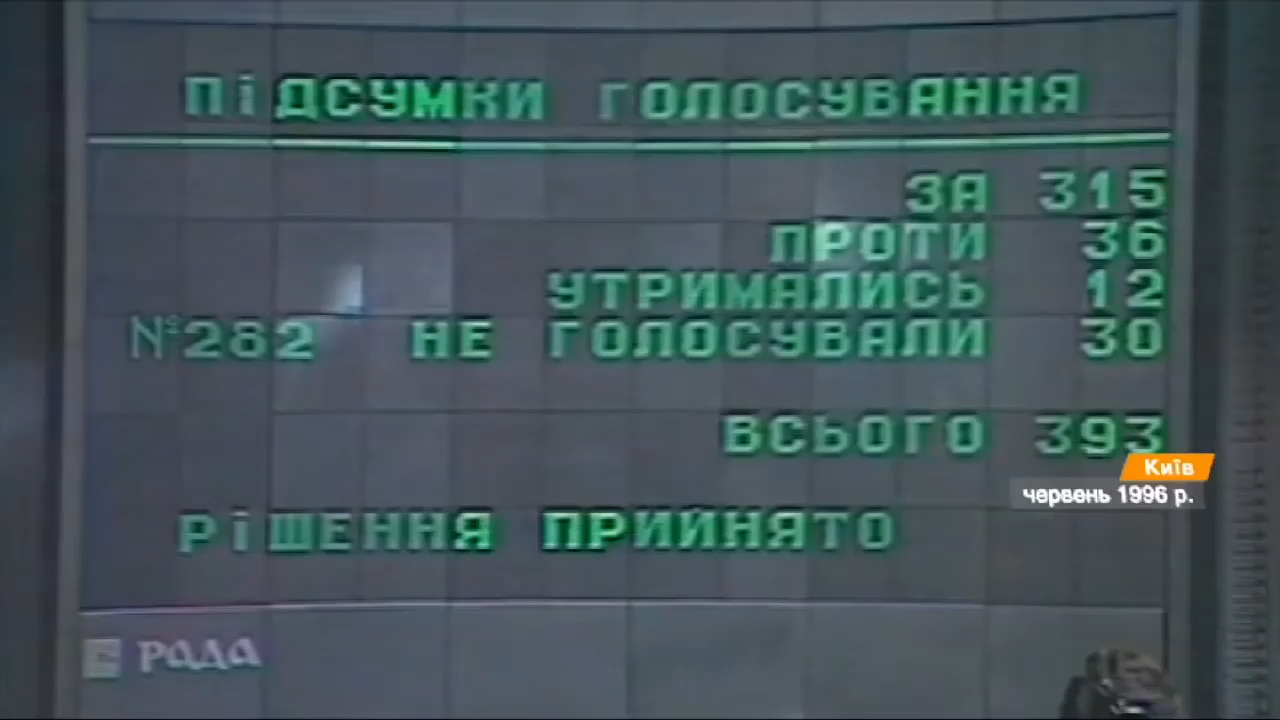 ПІДСУМКИ ГОЛОСУВАННЯ
ЗА 315
ПРОТИ 36
УТРИМАЛИСЬ 12
№282 НЕ ГОЛОСУВАЛИ 30
ВСЬОГО 393
Київ
червень 1996 р.
РІШЕННЯ ПРИЙНЯТО
РАДА